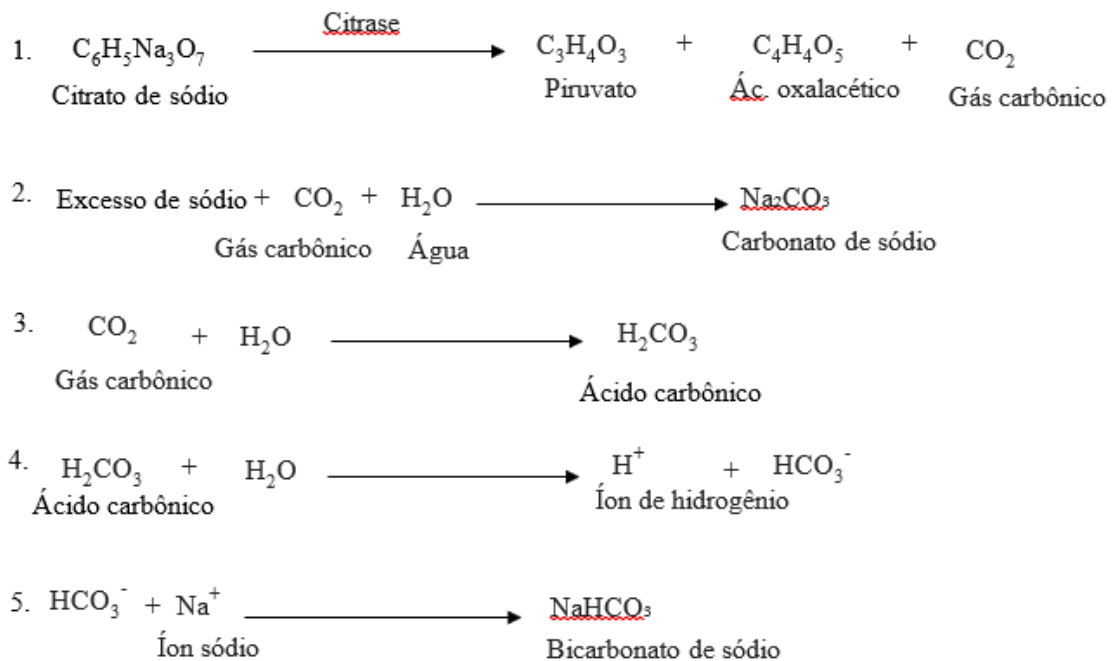 Citrase
1. C₆H₅Na₃O₇ → C₃H₄O₃ + C₄H₄O₅ + CO₂
Citrato de sódio Piruvato Ác. oxalacético Gás carbônico
2. Excesso de sódio + CO₂ + H₂O → Na₂CO₃
Gás carbônico Água Carbonato de sódio
3. CO₂ + H₂O → H₂CO₃
Gás carbônico Ácido carbônico
4. H₂CO₃ + H₂O → H⁺ + HCO₃⁻
Ácido carbônico Íon de hidrogênio
5. HCO₃⁻ + Na⁺ → NaHCO₃
Íon sódio Bicarbonato de sódio